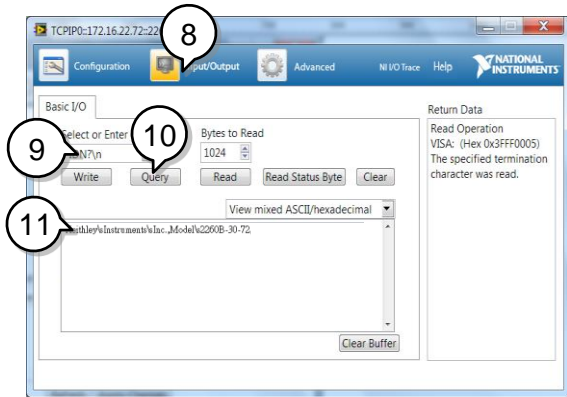 TCPIP0::172.16.22.72::22
8
Configuration
Input/Output
Advanced
NI I/O Trace
Help
NATIONAL
INSTRUMENTS
Basic I/O
Select or Enter
10
Bytes to Read
9
N?\n
1024
Write
Query
Read
Read Status Byte
Clear
View mixed ASCII/hexadecimal
11
thley\sInstruments\sInc.,Model\s2260B-30-72.
Clear Buffer
Return Data
Read Operation
VISA: (Hex 0x3FFF0005)
The specified termination
character was read.